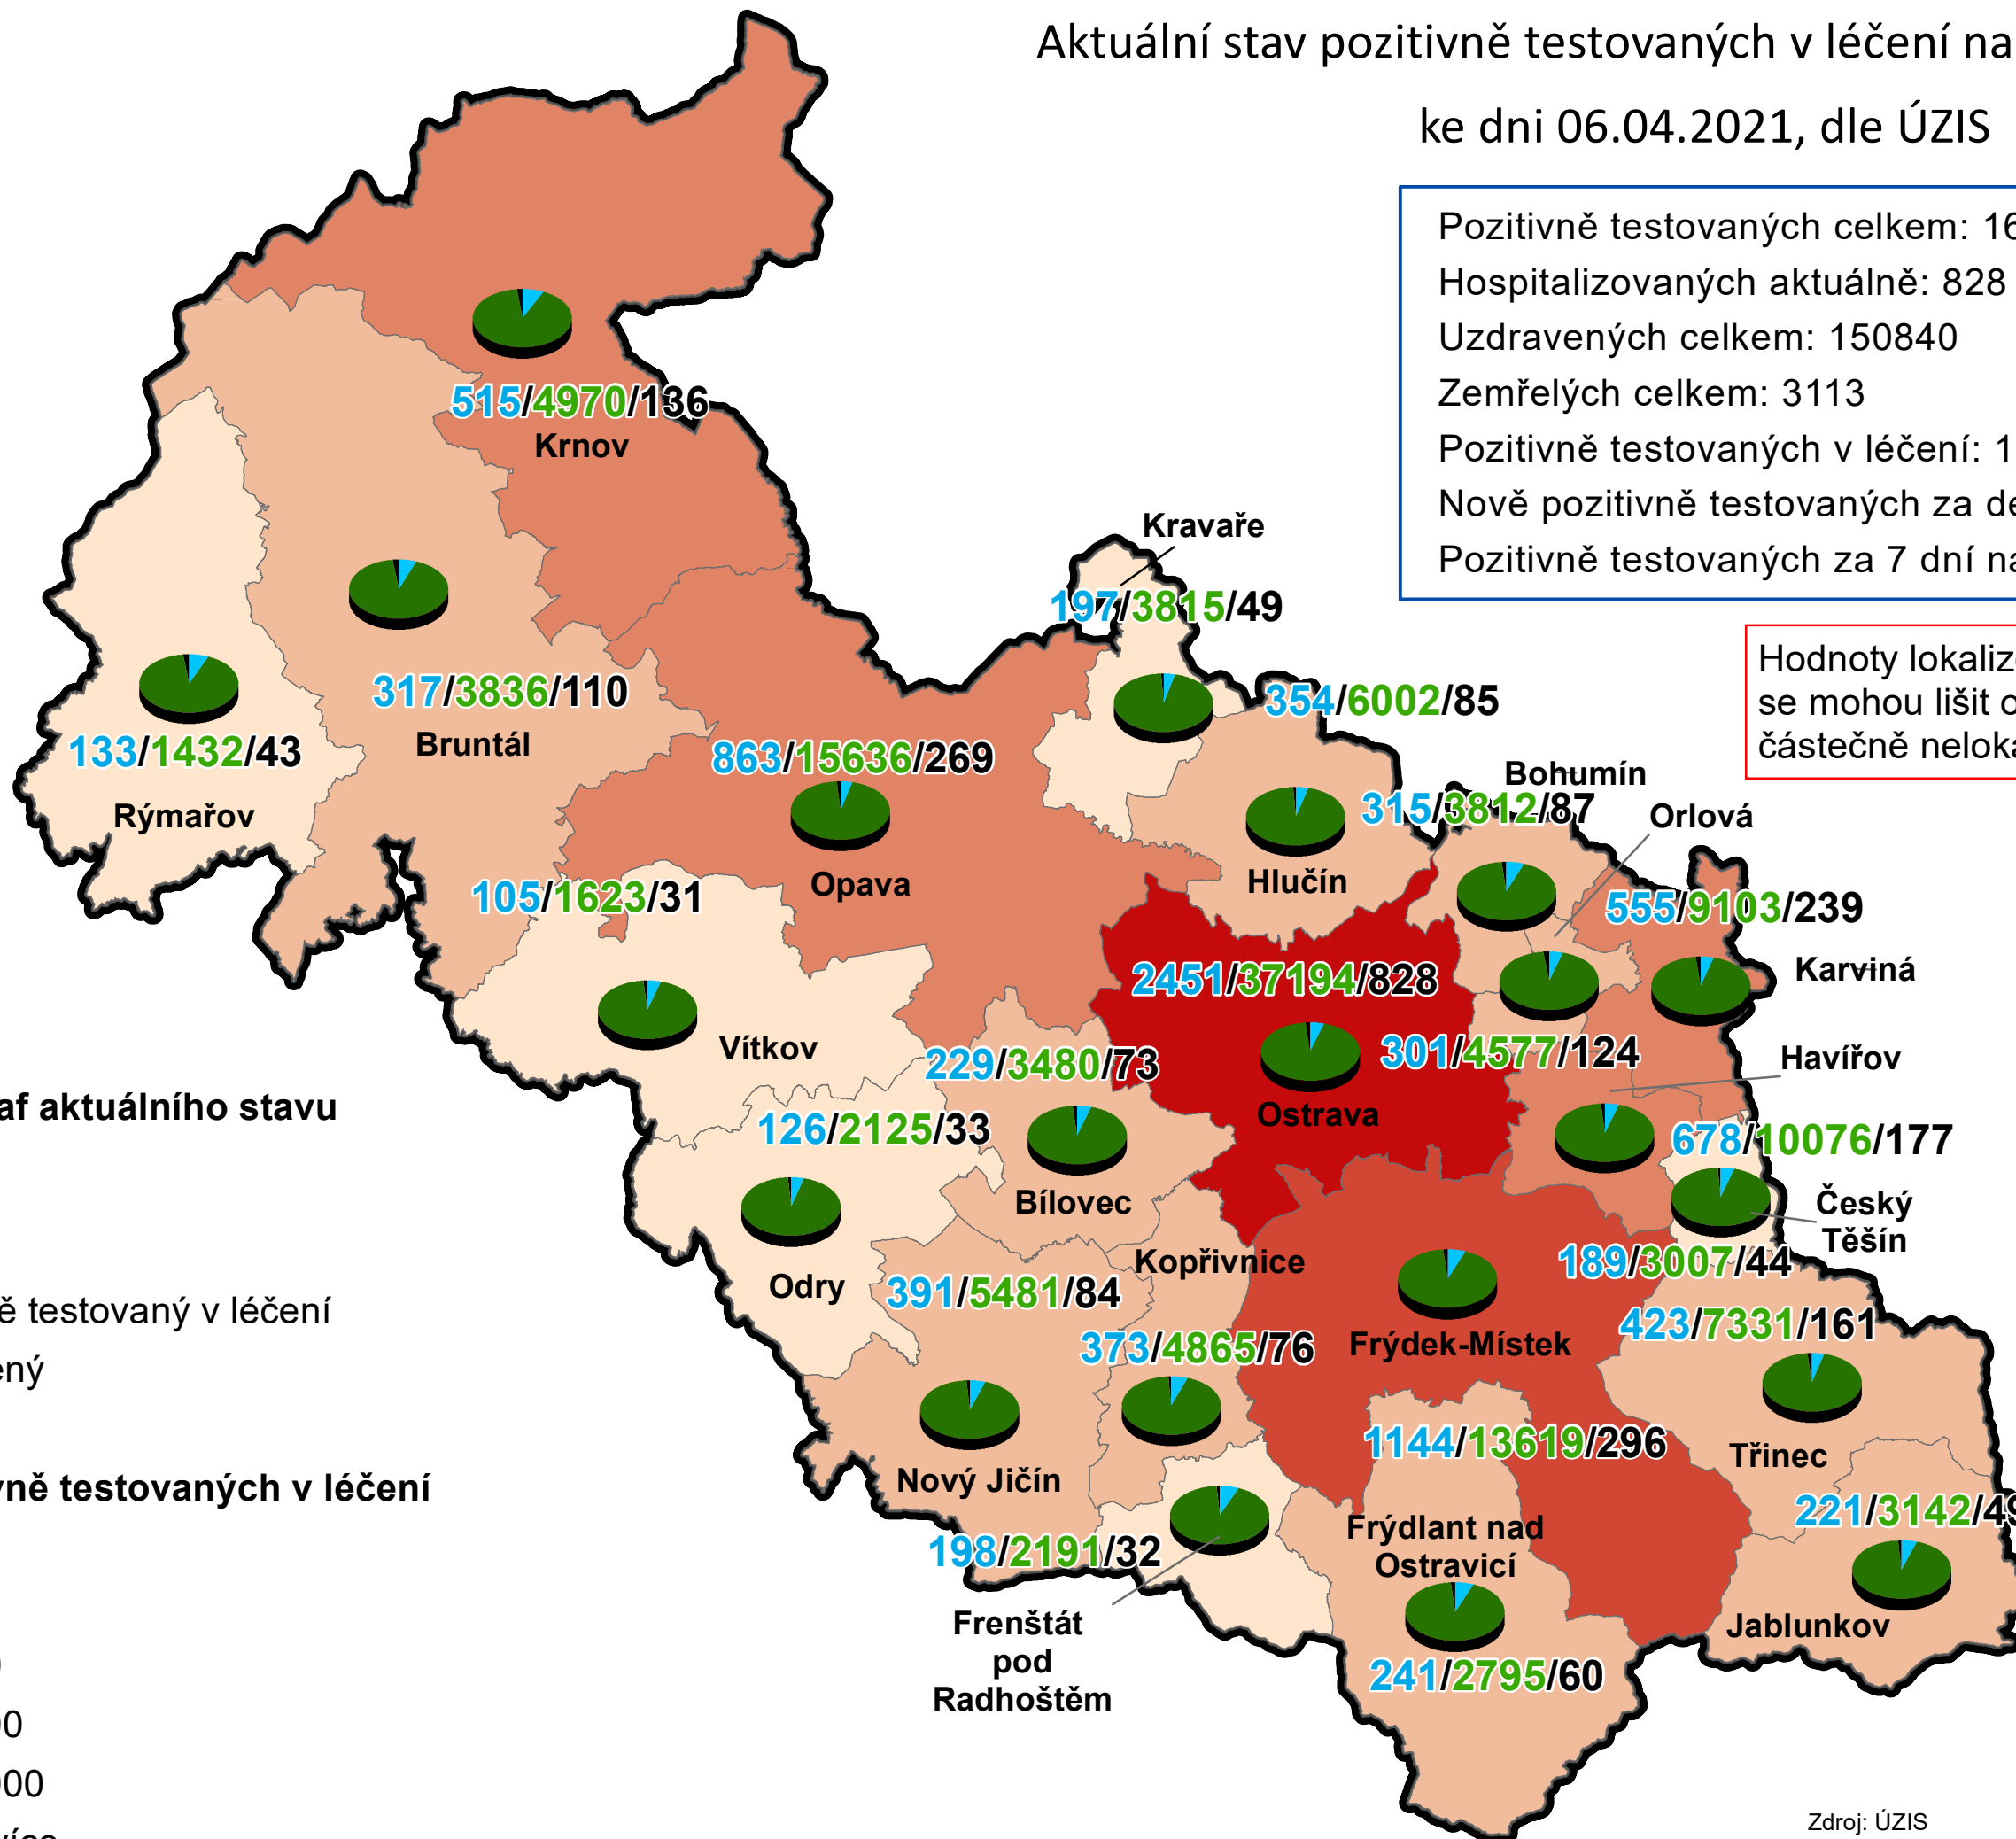 Aktuální stav pozitivně testovaných v léčení na
ke dni 06.04.2021, dle ÚZIS
Pozitivně testovaných celkem: 16
Hospitalizovaných aktuálně: 828
Uzdravených celkem: 150840
Zemřelých celkem: 3113
Pozitivně testovaných v léčení: 1
Nově pozitivně testovaných za de
Pozitivně testovaných za 7 dní na
Hodnoty lokaliz
se mohou lišit o
částečně neloka
515/4970/136
Krnov
Kravaře
197/3815/49
317/3836/110
Bruntál
133/1432/43
Rýmařov
354/6002/85
Hlučín
863/15636/269
Opava
Bohumín
315/3812/87
Orlová
105/1623/31
Vítkov
555/9103/239
Karviná
2451/37194/828
Ostrava
301/4577/124
Havířov
229/3480/73
Bílovec
126/2125/33
Odry
678/10076/177
Český
Těšín
189/3007/44
Kopřivnice
391/5481/84
Nový Jičín
373/4865/76
Frýdek-Místek
423/7331/161
Třinec
1144/13619/296
198/2191/32
Frenštát
pod
Radhoštěm
Frýdlant nad
Ostravicí
241/2795/60
221/3142/49
Jablunkov
af aktuálního stavu
ě testovaný v léčení
ený
vně testovaných v léčení
0
00
000
více
Zdroj: ÚZIS